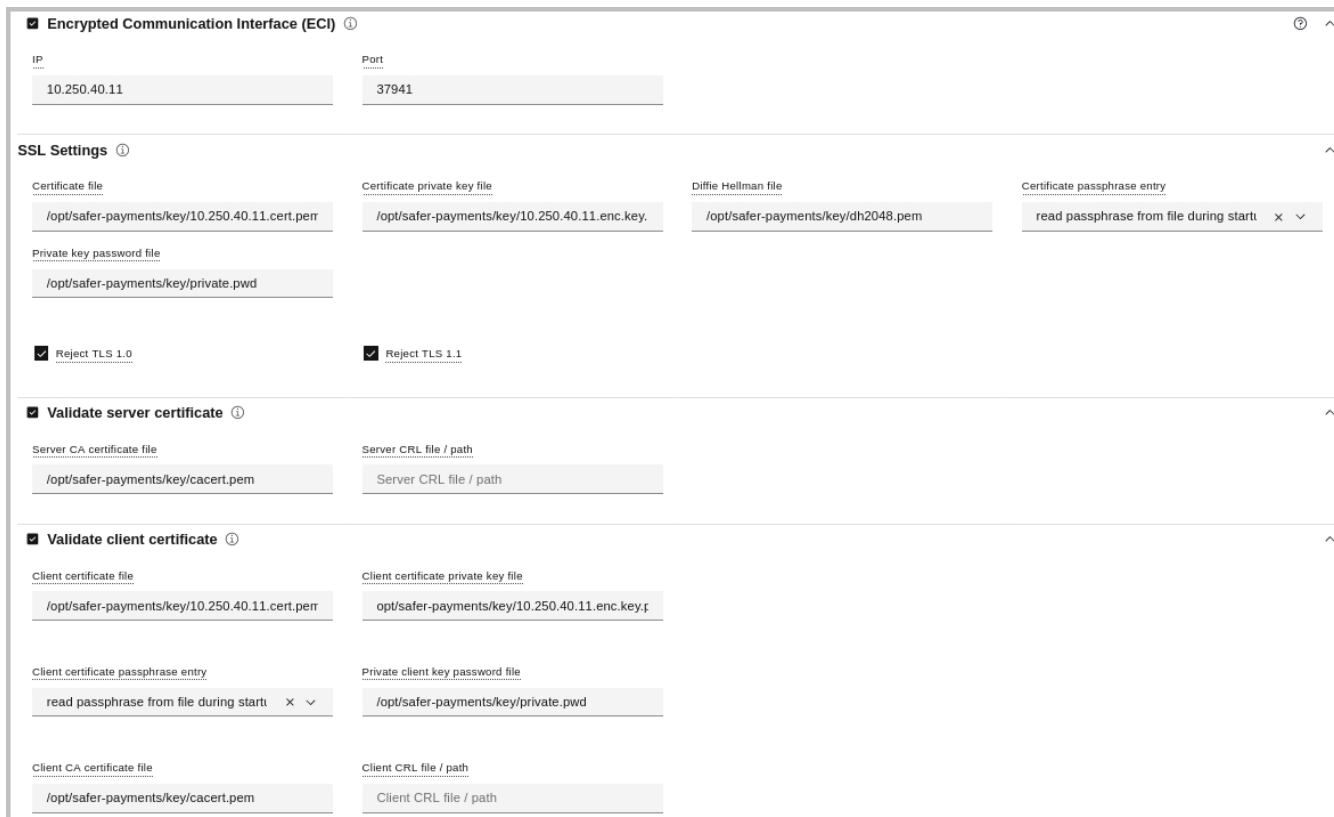 Encrypted Communication Interface (ECI)
IP
Port
10.250.40.11
37941
SSL Settings
Certificate file
Certificate private key file
Diffie Hellman file
Certificate passphrase entry
/opt/safer-payments/key/10.250.40.11.cert.pem
/opt/safer-payments/key/10.250.40.11.enc.key.
/opt/safer-payments/key/dh2048.pem
read passphrase from file during startu
Private key password file
/opt/safer-payments/key/private.pwd
Reject TLS 1.0
Reject TLS 1.1
Validate server certificate
Server CA certificate file
Server CRL file / path
/opt/safer-payments/key/cacert.pem
Server CRL file / path
Validate client certificate
Client certificate file
Client certificate private key file
/opt/safer-payments/key/10.250.40.11.cert.pem
opt/safer-payments/key/10.250.40.11.enc.key.p
Client certificate passphrase entry
Private client key password file
read passphrase from file during startu
/opt/safer-payments/key/private.pwd
Client CA certificate file
Client CRL file / path
/opt/safer-payments/key/cacert.pem
Client CRL file / path